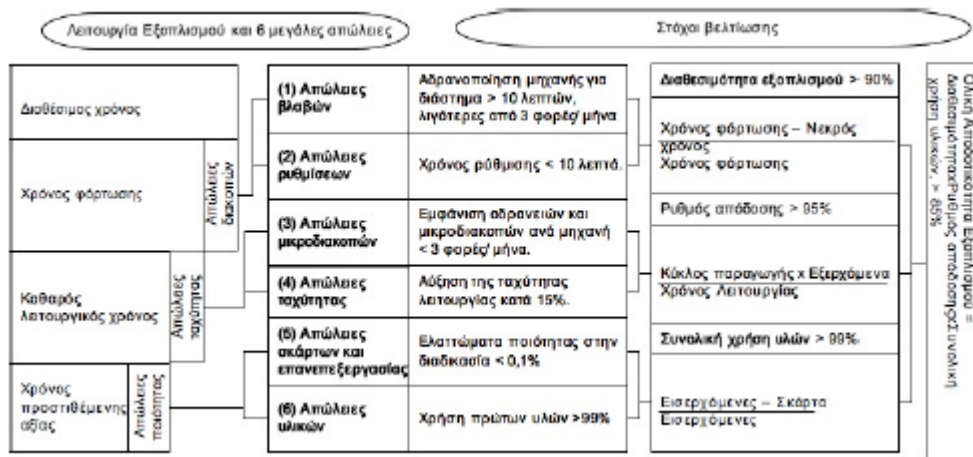 Λειτουργία Εξοπλισμού και 6 μεγάλες απώλειες
Στόχοι βελτίωσης
Διαθέσιμος χρόνος
Χρόνος φόρτωσης
Απώλειες
διακοπών
Καθαρός
λειτουργικός χρόνος
Απώλειες
ταχύτητας
Χρόνος
προστιθέμενης
αξίας
Απώλειες
ποιότητας
(1) Απώλειες
βλαβών
Αδρανοποίηση μηχανής για
διάστημα > 10 λεπτών,
λιγότερες από 3 φορές/ μήνα
(2) Απώλειες
ρυθμίσεων
Χρόνος ρύθμισης < 10 λεπτά.
(3) Απώλειες
μικροδιακοπών
Εμφάνιση αδρανειών και
μικροδιακοπών ανά μηχανή
< 3 φορές/ μήνα.
(4) Απώλειες
ταχύτητας
Αύξηση της ταχύτητας
λειτουργίας κατά 15%.
(5) Απώλειες
σκάρτων και
επανεπεξεργασίας
Ελαττώματα ποιότητας στην
διαδικασία < 0,1%
(6) Απώλειες
υλικών
Χρήση πρώτων υλών >99%
Διαθεσιμότητα εξοπλισμού > 90%
Χρόνος φόρτωσης – Νεκρός
χρόνος
Χρόνος φόρτωσης
Ρυθμός απόδοσης > 95%
Κύκλος παραγωγής x Εξερχόμενα
Χρόνος Λειτουργίας
Συνολική χρήση υλών > 99%
Εισερχόμενες – Σκάρτα
Εισερχόμενες
Ολική Αποδοτικότητα Εξοπλισμού =
ΔιαθεσιμότηταxΡυθμός απόδοσηςxΣυνολική
χρήση υλικών, > 85%